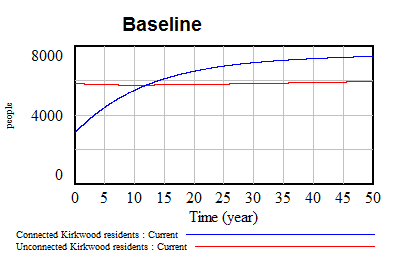 Baseline
8000
people
4000
0
0 5 10 15 20 25 30 35 40 45 50
Time (year)
Connected Kirkwood residents : Current
Unconnected Kirkwood residents : Current